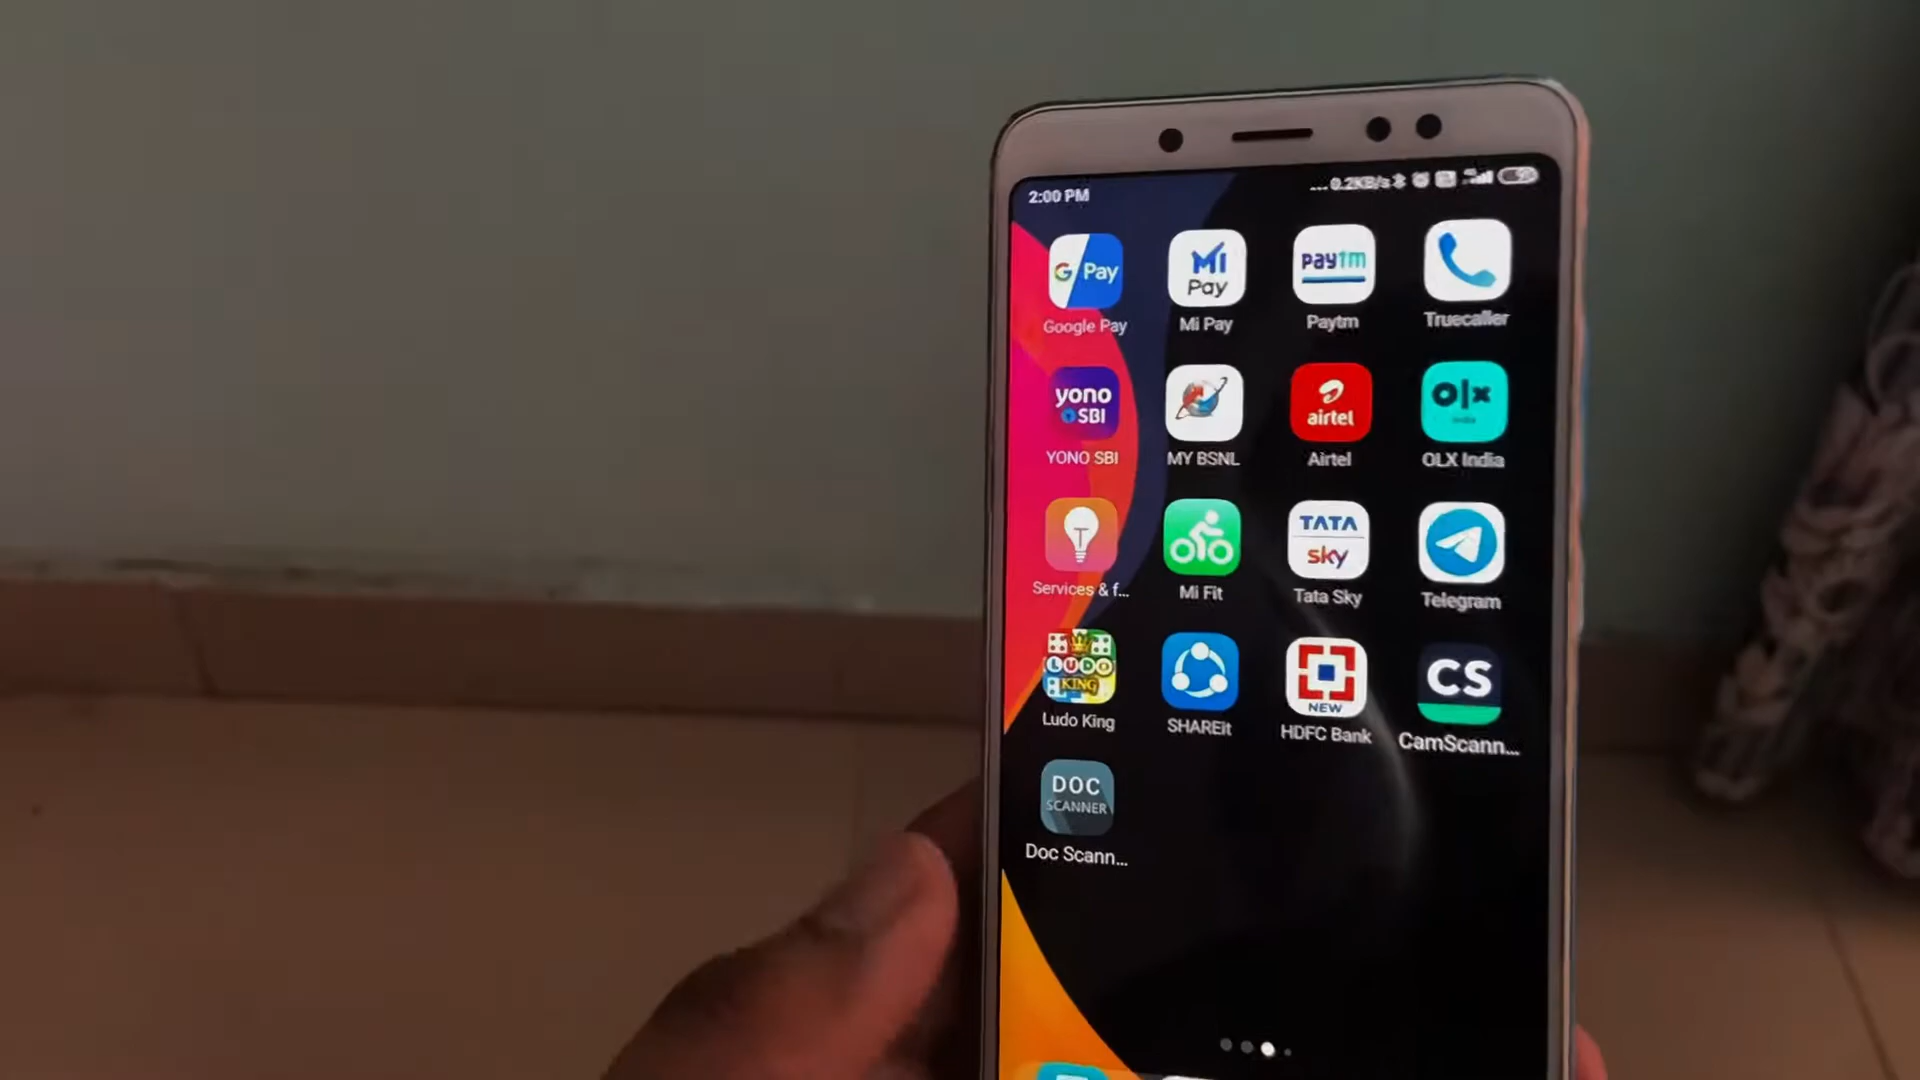 2:00 PM
... 0.2KB/s
G Pay
Mi Pay
paytm
Google Pay
Mi Pay
Paytm
Truecaller
yono SBI
airtel
olx
YONO SBI
MY BSNL
Airtel
OLX India
T
TATA sky
Services & f...
Mi Fit
Tata Sky
Telegram
LUDO KING
NEW
CS
Ludo King
SHAREit
HDFC Bank
CamScann...
DOC SCANNER
Doc Scann...